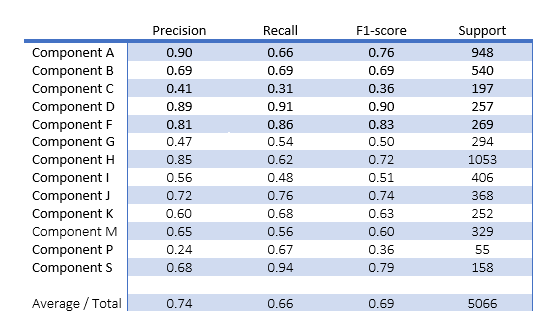 Precision Recall F1-score Support
Component A 0.90 0.66 0.76 948
Component B 0.69 0.69 0.69 540
Component C 0.41 0.31 0.36 197
Component D 0.89 0.91 0.90 257
Component F 0.81 0.86 0.83 269
Component G 0.47 0.54 0.50 294
Component H 0.85 0.62 0.72 1053
Component I 0.56 0.48 0.51 406
Component J 0.72 0.76 0.74 368
Component K 0.60 0.68 0.63 252
Component M 0.65 0.56 0.60 329
Component P 0.24 0.67 0.36 55
Component S 0.68 0.94 0.79 158
Average / Total 0.74 0.66 0.69 5066